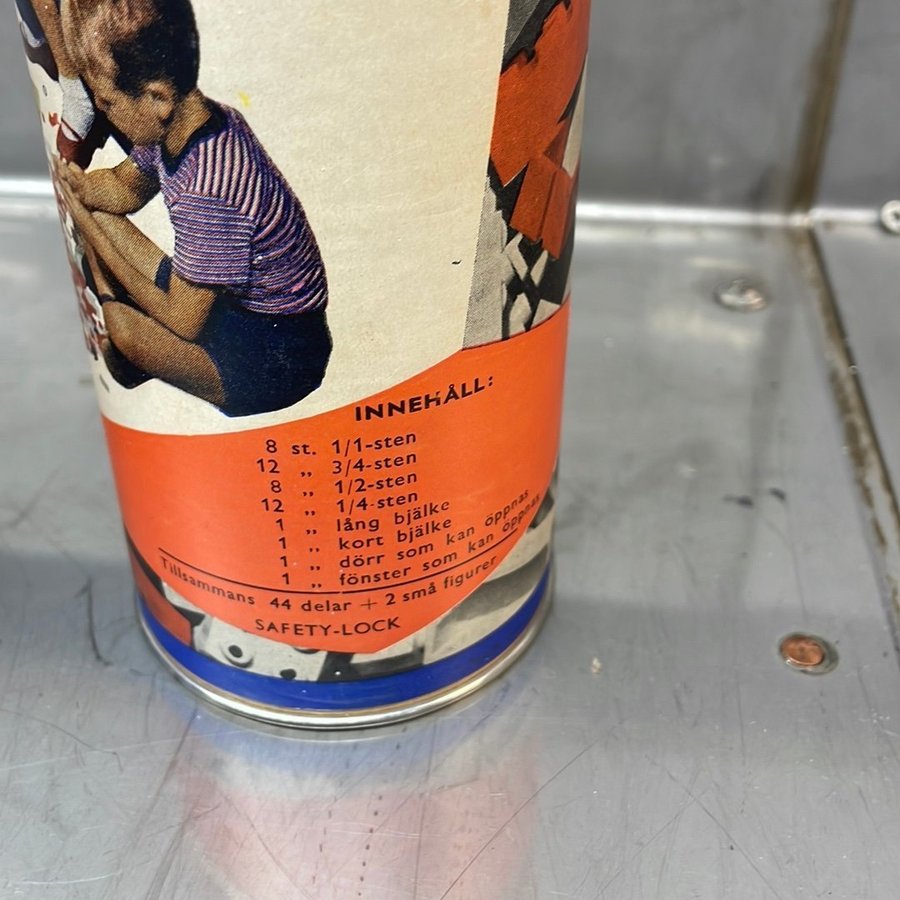 INNEHÅLL:
8 st. 1/1-sten
12 „ 3/4-sten
8 „ 1/2-sten
12 „ 1/4-sten
1 „ lång bjälke
1 „ kort bjälke
1 „ dörr som kan öppnas
1 „ fönster som kan öppnas
Tillsammans 44 delar + 2 små figurer
SAFETY-LOCK